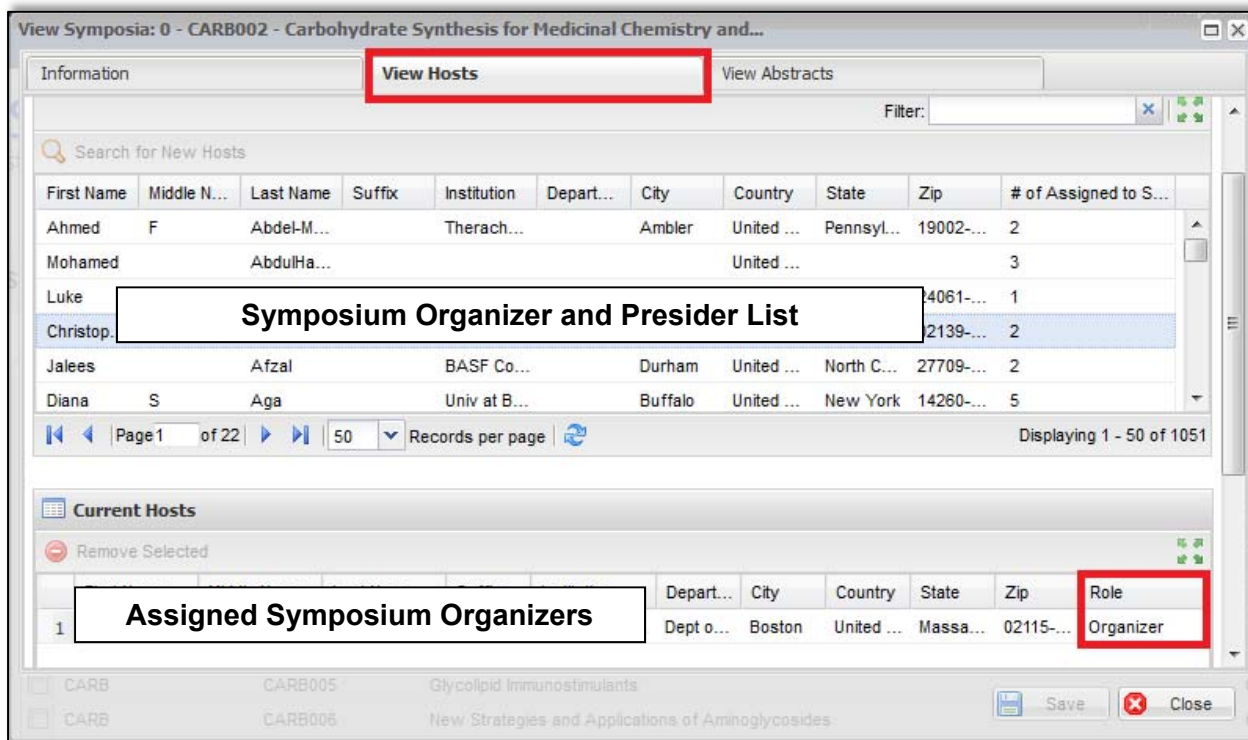 View Symposia: 0 - CARB002 - Carbohydrate Synthesis for Medicinal Chemistry and...
Information View Hosts View Abstracts
Filter:
Search for New Hosts
First Name Middle N... Last Name Suffix Institution Depart... City Country State Zip # of Assigned to S...
Ahmed F Abdel-M... Therach... Ambler United ... Pennsyl... 19002-... 2
Mohamed AbdulHa... United ... 3
Luke 24061-... 1
Symposium Organizer and Presider List
Christop... 02139-... 2
Jalees Afzal BASF Co... Durham United ... North C... 27709-... 2
Diana S Aga Univ at B... Buffalo United ... New York 14260-... 5
Page 1 of 22 50 Records per page Displaying 1 - 50 of 1051
Current Hosts
Remove Selected
Depart... City Country State Zip Role
Assigned Symposium Organizers
1 Dept o... Boston United ... Massa... 02115-... Organizer
CARB CARB005 Glycolipid Immunostimulants
CARB CARB006 New Strategies and Applications of Aminoglycosides
Save Close